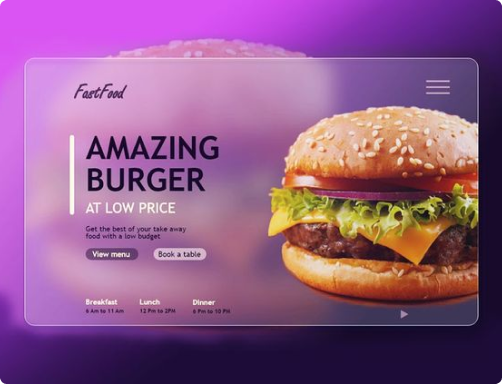 FastFood
AMAZING
BURGER
AT LOW PRICE
Get the best of your take away
food with a low budget
View menu
Book a table
Breakfast Lunch Dinner
6 Am to 11 Am 12 Pm to 2PM 6 Pm to 10 PM